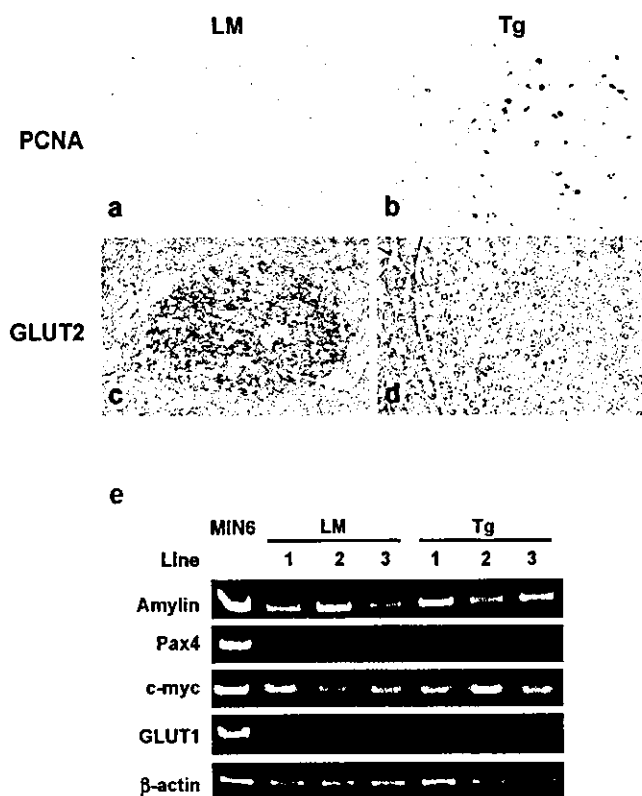 LM Tg
PCNA
a b
GLUT2
c d
e
MIN6 LM Tg
Line 1 2 3 1 2 3
Amylin
Pax4
c-myc
GLUT1
β-actin